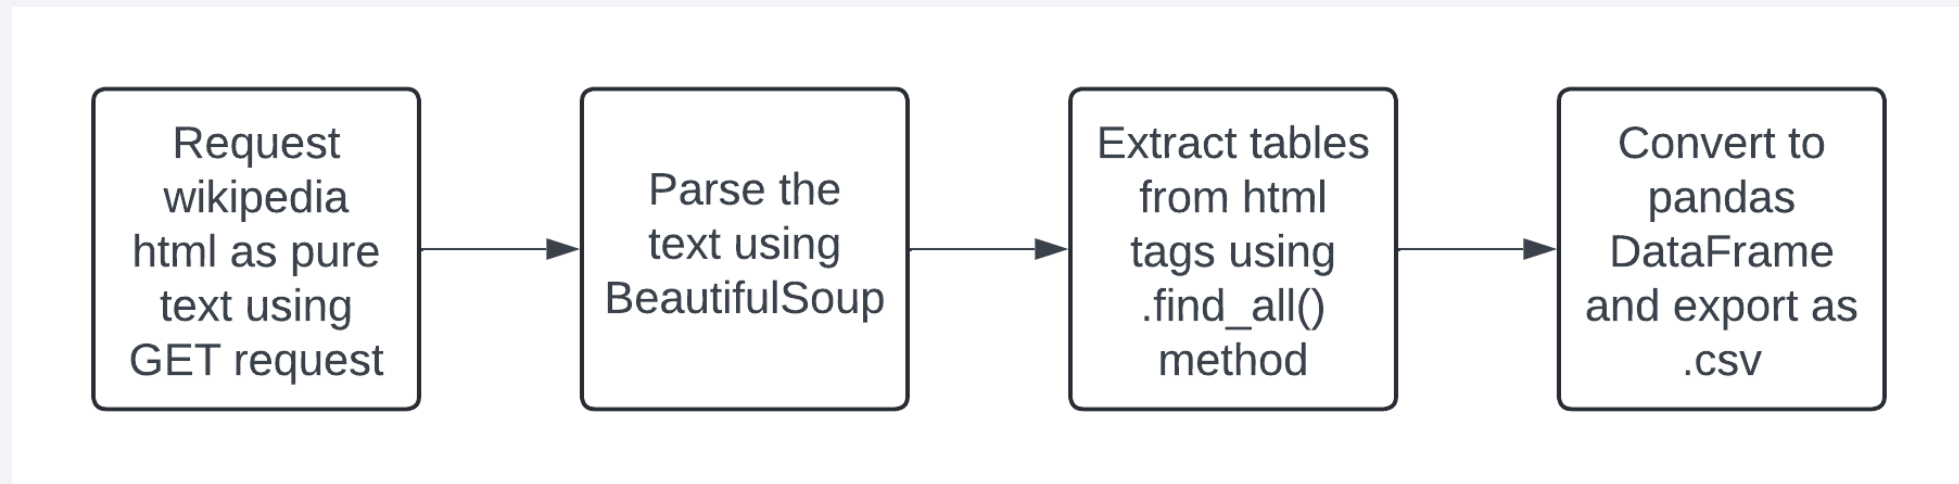 Request
wikipedia
html as pure
text using
GET request
Parse the
text using
BeautifulSoup
Extract tables
from html
tags using
.find_all()
method
Convert to
pandas
DataFrame
and export as
.csv